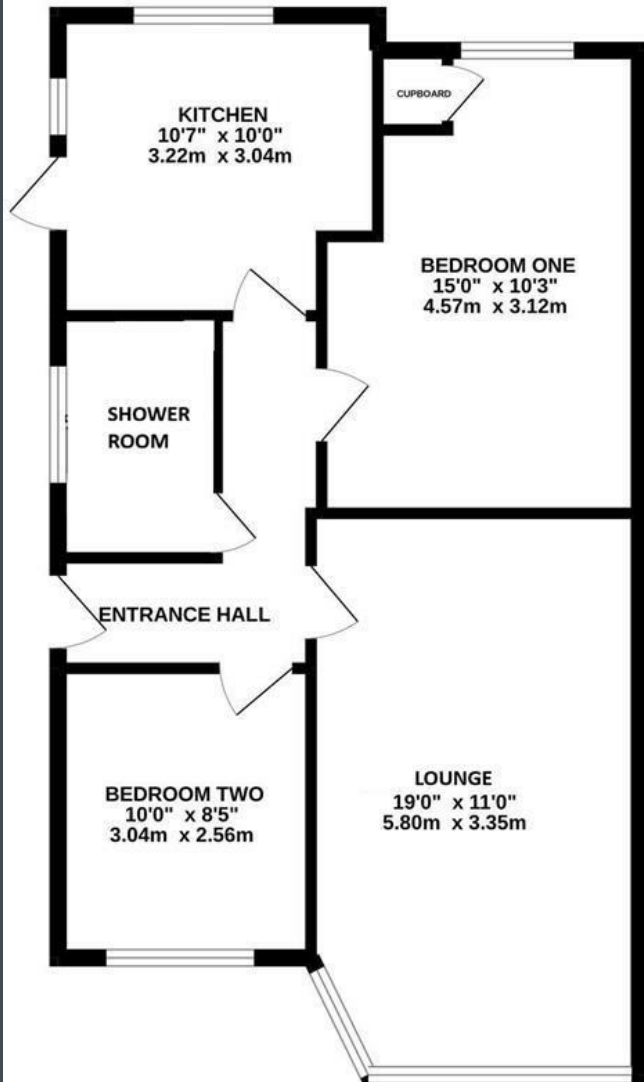 KITCHEN
10'7" x 10'0"
3.22m x 3.04m
CUPBOARD
BEDROOM ONE
15'0" x 10'3"
4.57m x 3.12m
SHOWER
ROOM
ENTRANCE HALL
BEDROOM TWO
10'0" x 8'5"
3.04m x 2.56m
LOUNGE
19'0" x 11'0"
5.80m x 3.35m